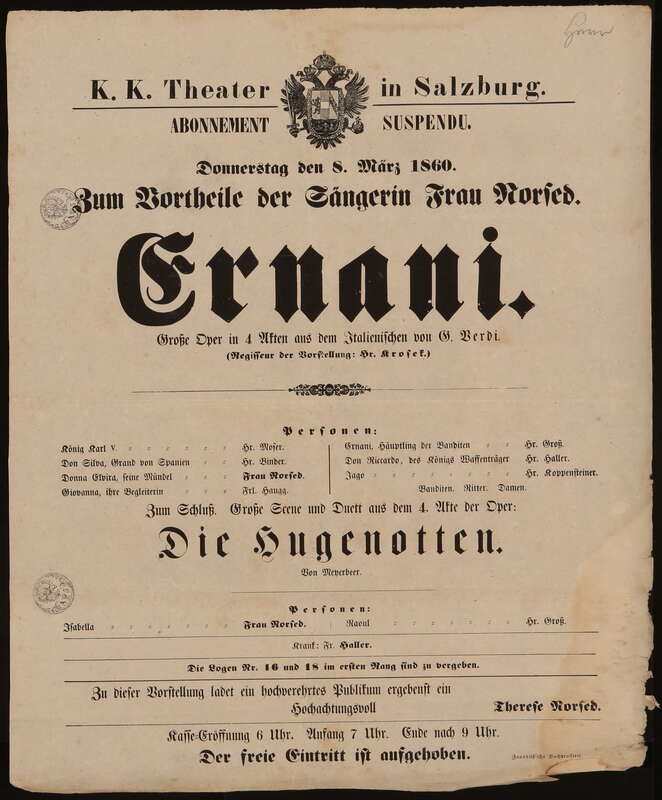 K. K. Theater in Salzburg.
ABONNEMENT SUSPENDU.
Donnerstag den 8. März 1860.
Zum Vortheile der Sängerin Frau Norsed.
Ernani.
Große Oper in 4 Akten aus dem Italienischen von G. Verdi.
(Regisseur der Vorstellung: Hr. Krosek.)
Personen:
König Karl V. : : : : : : Hr. Moser.
Don Silva, Grand von Spanien : : Hr. Binder.
Donna Elvira, seine Mündel : : Frau Norsed.
Giovanna, ihre Begleiterin : : Frl. Haugg.
Ernani, Häuptling der Banditen : : Hr. Groß.
Don Riccardo, des Königs Waffenträger Hr. Haller.
Jago : : : : : : : Hr. Koppensteiner.
Banditen. Ritter. Damen.
Zum Schluß. Große Scene und Duett aus dem 4. Akte der Oper:
Die Hugenotten.
Von Meyerbeer.
Personen:
Isabella : : : : : : : Frau Norsed.
Raoul : : : : : : : Hr. Groß.
Krank: Fr. Haller.
Die Logen Nr. 16 und 18 im ersten Rang sind zu vergeben.
Zu dieser Vorstellung ladet ein hochverehrtes Publikum ergebenst ein
Hochachtungsvoll Therese Norsed.
Kasse-Eröffnung 6 Uhr. Anfang 7 Uhr. Ende nach 9 Uhr.
Der freie Eintritt ist aufgehoben.